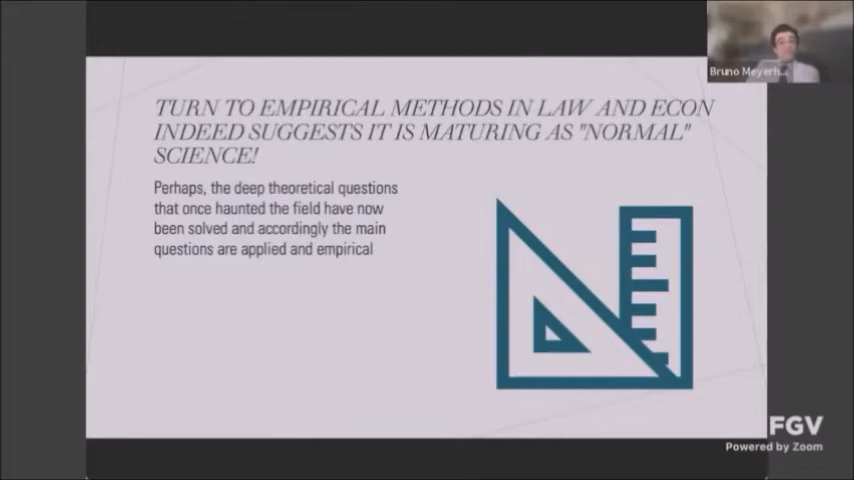 Bruno Meyerh...
TURN TO EMPIRICAL METHODS IN LAW AND ECON
INDEED SUGGESTS IT IS MATURING AS "NORMAL"
SCIENCE!
Perhaps, the deep theoretical questions
that once haunted the field have now
been solved and accordingly the main
questions are applied and empirical
FGV
Powered by Zoom